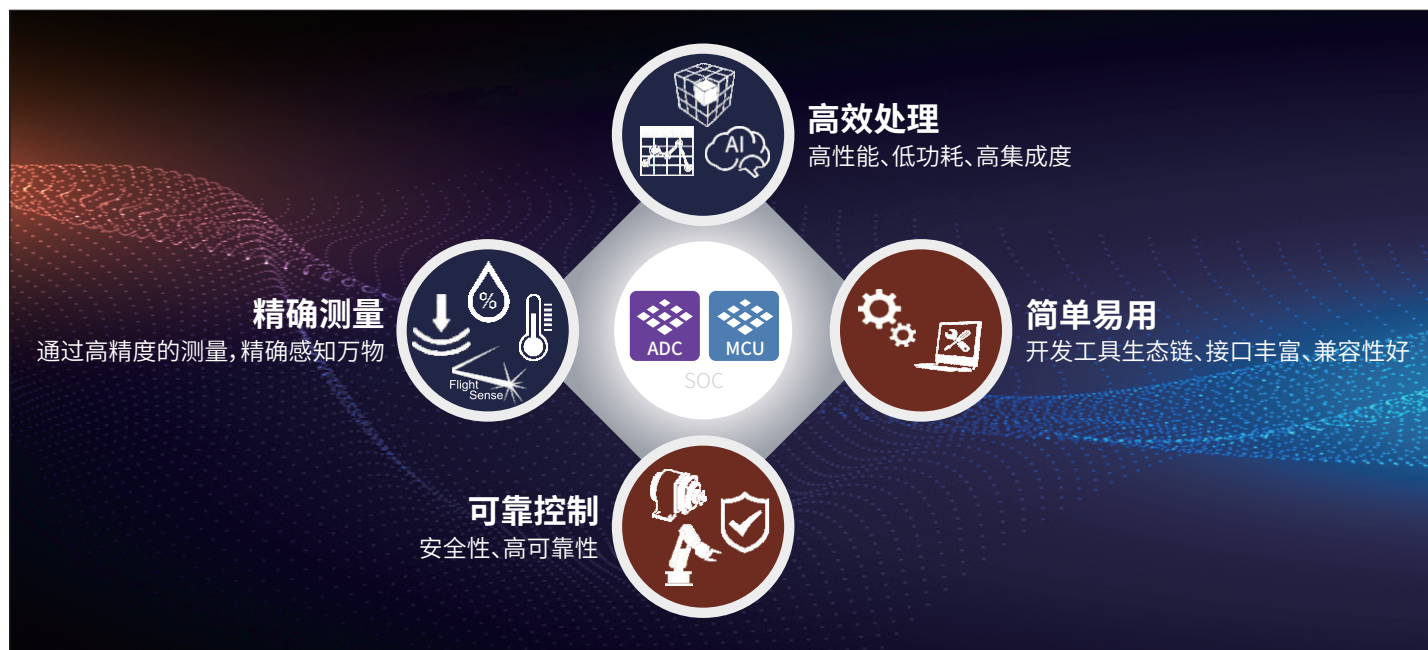 AI
高效处理
高性能、低功耗、高集成度
%
Flight
Sense
精确测量
通过高精度的测量,精确感知万物
ADC
MCU
SOC
简单易用
开发工具生态链、接口丰富、兼容性好
可靠控制
安全性、高可靠性